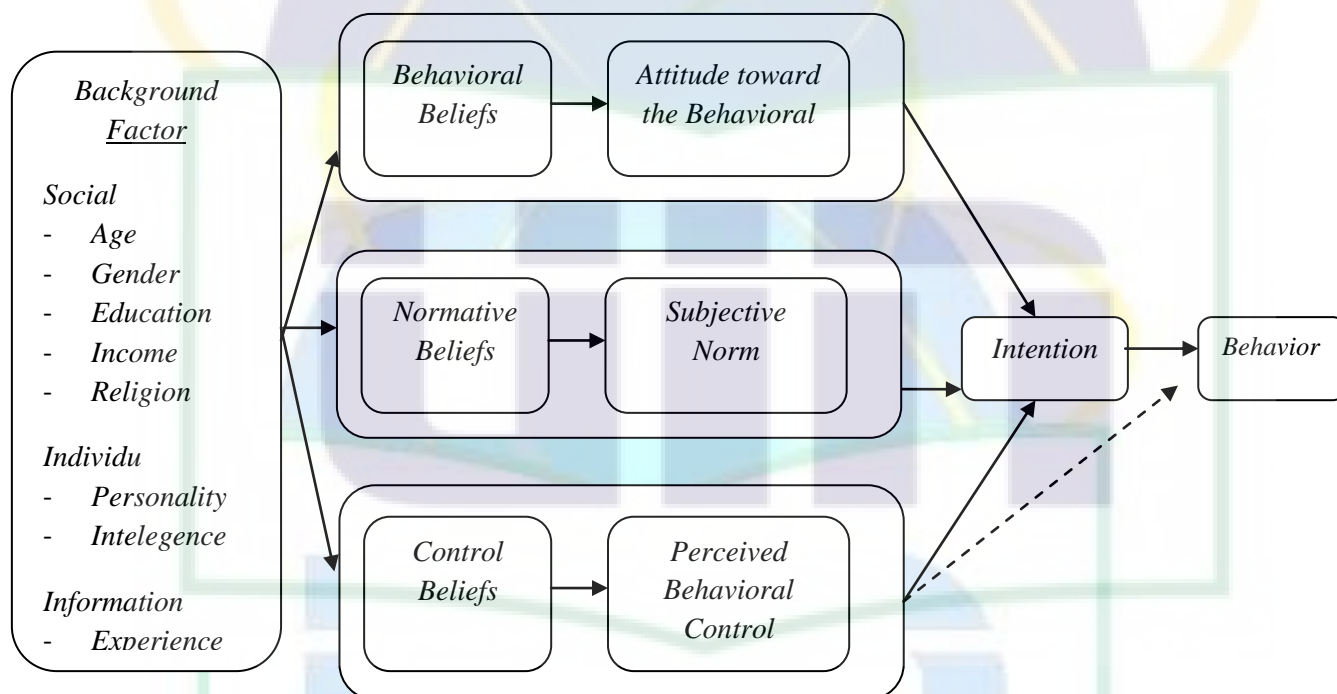 Background
Factor
Social
- Age
- Gender
- Education
- Income
- Religion
Individu
- Personality
- Intelegence
Information
- Experience
Behavioral
Beliefs
Attitude toward
the Behavioral
Normative
Beliefs
Subjective
Norm
Control
Beliefs
Perceived
Behavioral
Control
Intention
Behavior